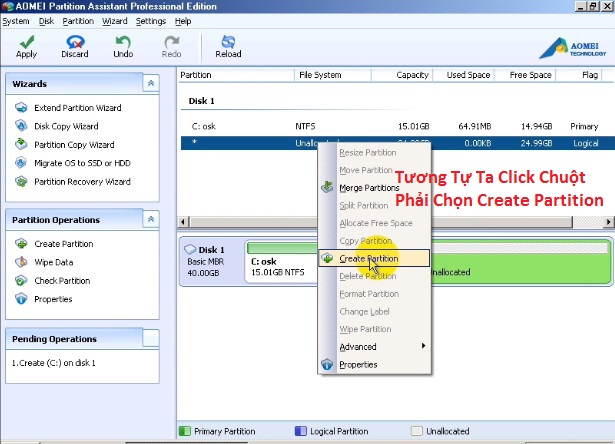 AOMEI Partition Assistant Professional Edition
System Disk Partition Wizard Settings Help
Apply Discard Undo Redo Reload
AOMEI
TECHNOLOGY
Wizards
Extend Partition Wizard
Disk Copy Wizard
Partition Copy Wizard
Migrate OS to SSD or HDD
Partition Recovery Wizard
Partition Operations
Create Partition
Wipe Data
Check Partition
Properties
Pending Operations
1.Create (C:) on disk 1
Partition File System Capacity Used Space Free Space Flag
Disk 1
C: osk NTFS 15.01GB 64.91MB 14.94GB Primary
* 0.00KB 24.99GB Logical
Resize Partition
Move Partition
Merge Partitions
Split Partition
Allocate Free Space
Copy Partition
Create Partition
Delete Partition
Format Partition
Change Label
Wipe Partition
Advanced
Properties
Tương Tự Ta Click Chuột
Phải Chọn Create Partition
Disk 1
Basic MBR
40.00GB
C: osk
15.01GB NTFS
Primary Partition Logical Partition Unallocated